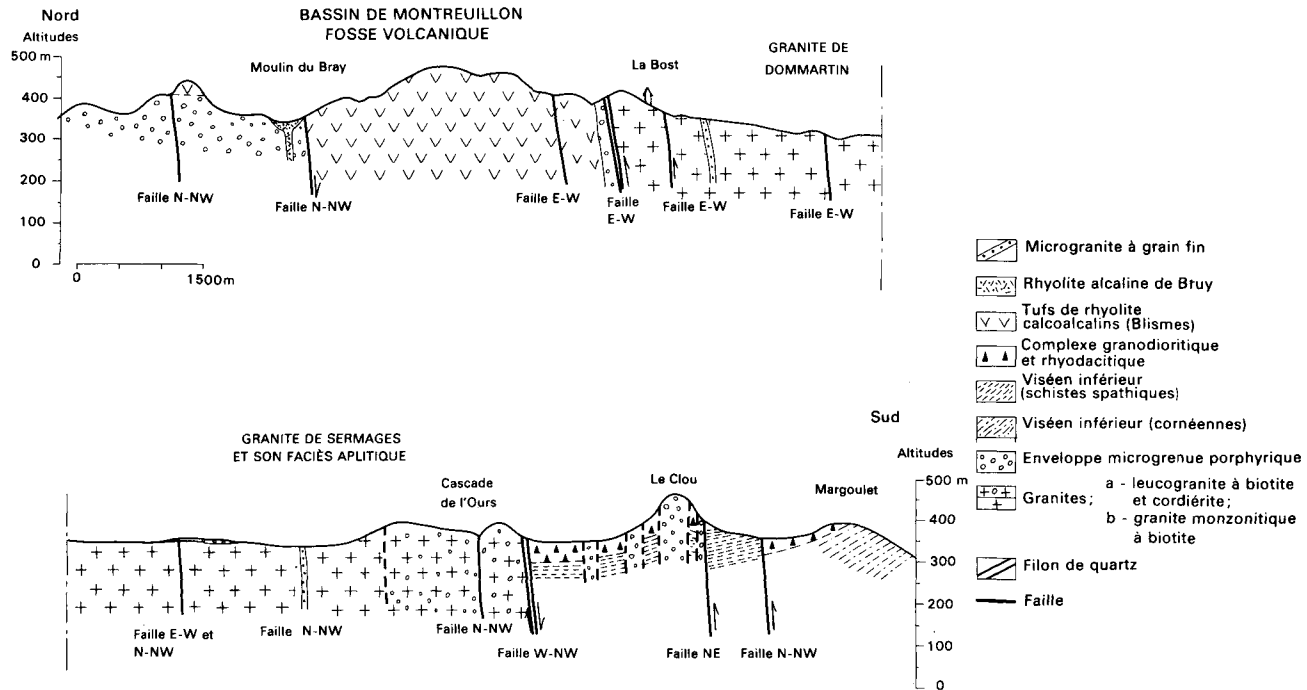 Nord
Altitudes
BASSIN DE MONTREUILLON
FOSSE VOLCANIQUE
500 m
400
300
200
100
0
Moulin du Bray
La Bost
GRANITE DE
DOMMARTIN
Faille N-NW
Faille N-NW
Faille E-W
Faille
E-W
Faille E-W
Faille E-W
0
1500m
Microgranite à grain fin
Rhyolite alcaline de Bruy
Tufs de rhyolite
calcoalcalins (Blismes)
Complexe granodioritique
et rhyodacitique
Viséen inférieur
(schistes spathiques)
Viséen inférieur (cornéennes)
Enveloppe microgrenue porphyrique
Granites; a - leucogranite à biotite
et cordiérite;
b - granite monzonitique
à biotite
Filon de quartz
Faille
GRANITE DE SERMAGES
ET SON FACIÈS APLITIQUE
Cascade
de l'Ours
Le Clou
Margoulet
Sud
Altitudes
500 m
400
300
200
100
0
Faille E-W et
N-NW
Faille N-NW
Faille N-NW
Faille W-NW
Faille NE
Faille N-NW